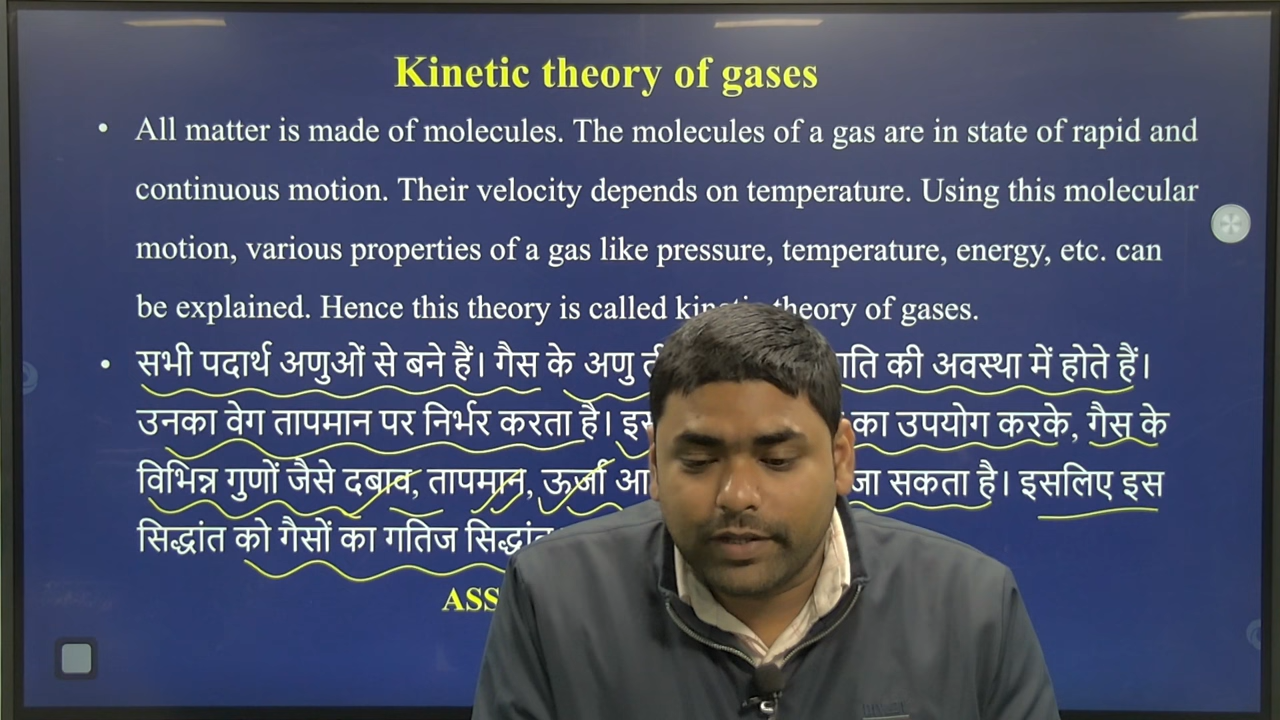 Kinetic theory of gases
• All matter is made of molecules. The molecules of a gas are in state of rapid and
continuous motion. Their velocity depends on temperature. Using this molecular
motion, various properties of a gas like pressure, temperature, energy, etc. can
be explained. Hence this theory is called kinetic theory of gases.
• सभी पदार्थ अणुओं से बने हैं। गैस के अणु की अवस्था में होते हैं।
उनका वेग तापमान पर निर्भर करता है। का उपयोग करके, गैस के
विभिन्न गुणों जैसे दबाव, तापमान, ऊर्जा जा सकता है। इसलिए इस
सिद्धांत को गैसों का गतिज सिद्धांत